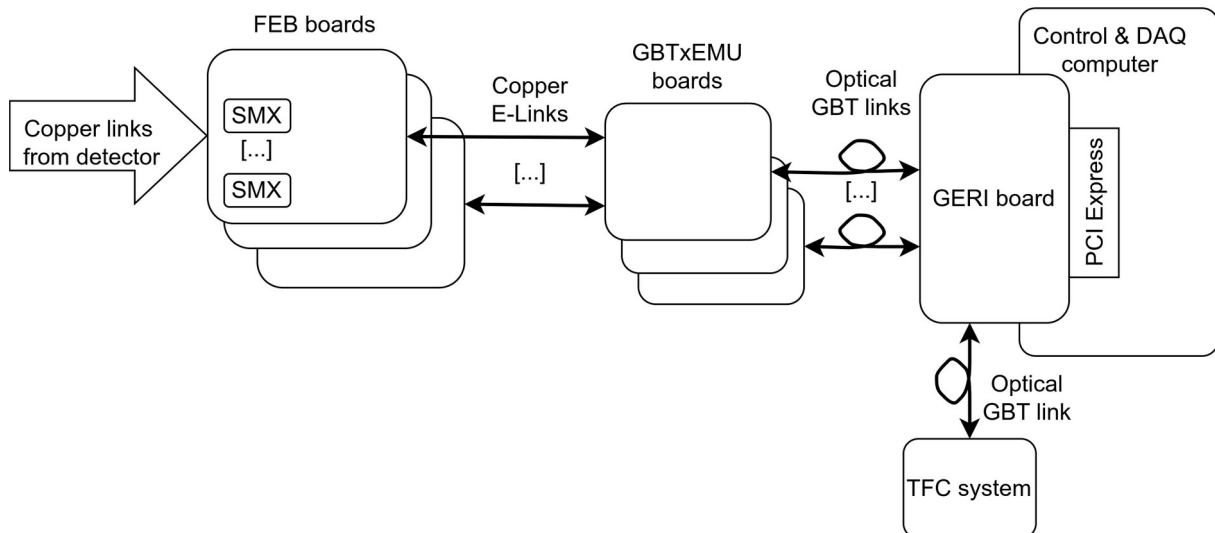 FEB boards
SMX
[...]
SMX
Copper links
from detector
Copper
E-Links
[...]
GBTxEMU
boards
Optical
GBT links
[...]
Control & DAQ
computer
GERI board
PCI Express
Optical
GBT link
TFC system